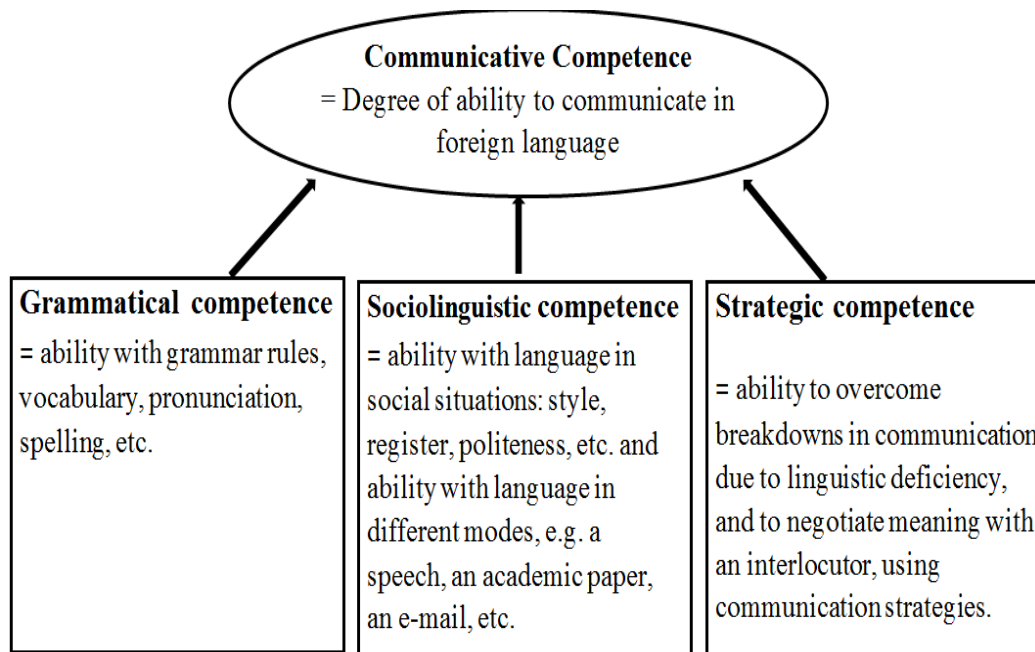 Communicative Competence
= Degree of ability to communicate in
foreign language
Grammatical competence
= ability with grammar rules,
vocabulary, pronunciation,
spelling, etc.
Sociolinguistic competence
= ability with language in
social situations: style,
register, politeness, etc. and
ability with language in
different modes, e.g. a
speech, an academic paper,
an e-mail, etc.
Strategic competence
= ability to overcome
breakdowns in communication
due to linguistic deficiency,
and to negotiate meaning with
an interlocutor, using
communication strategies.